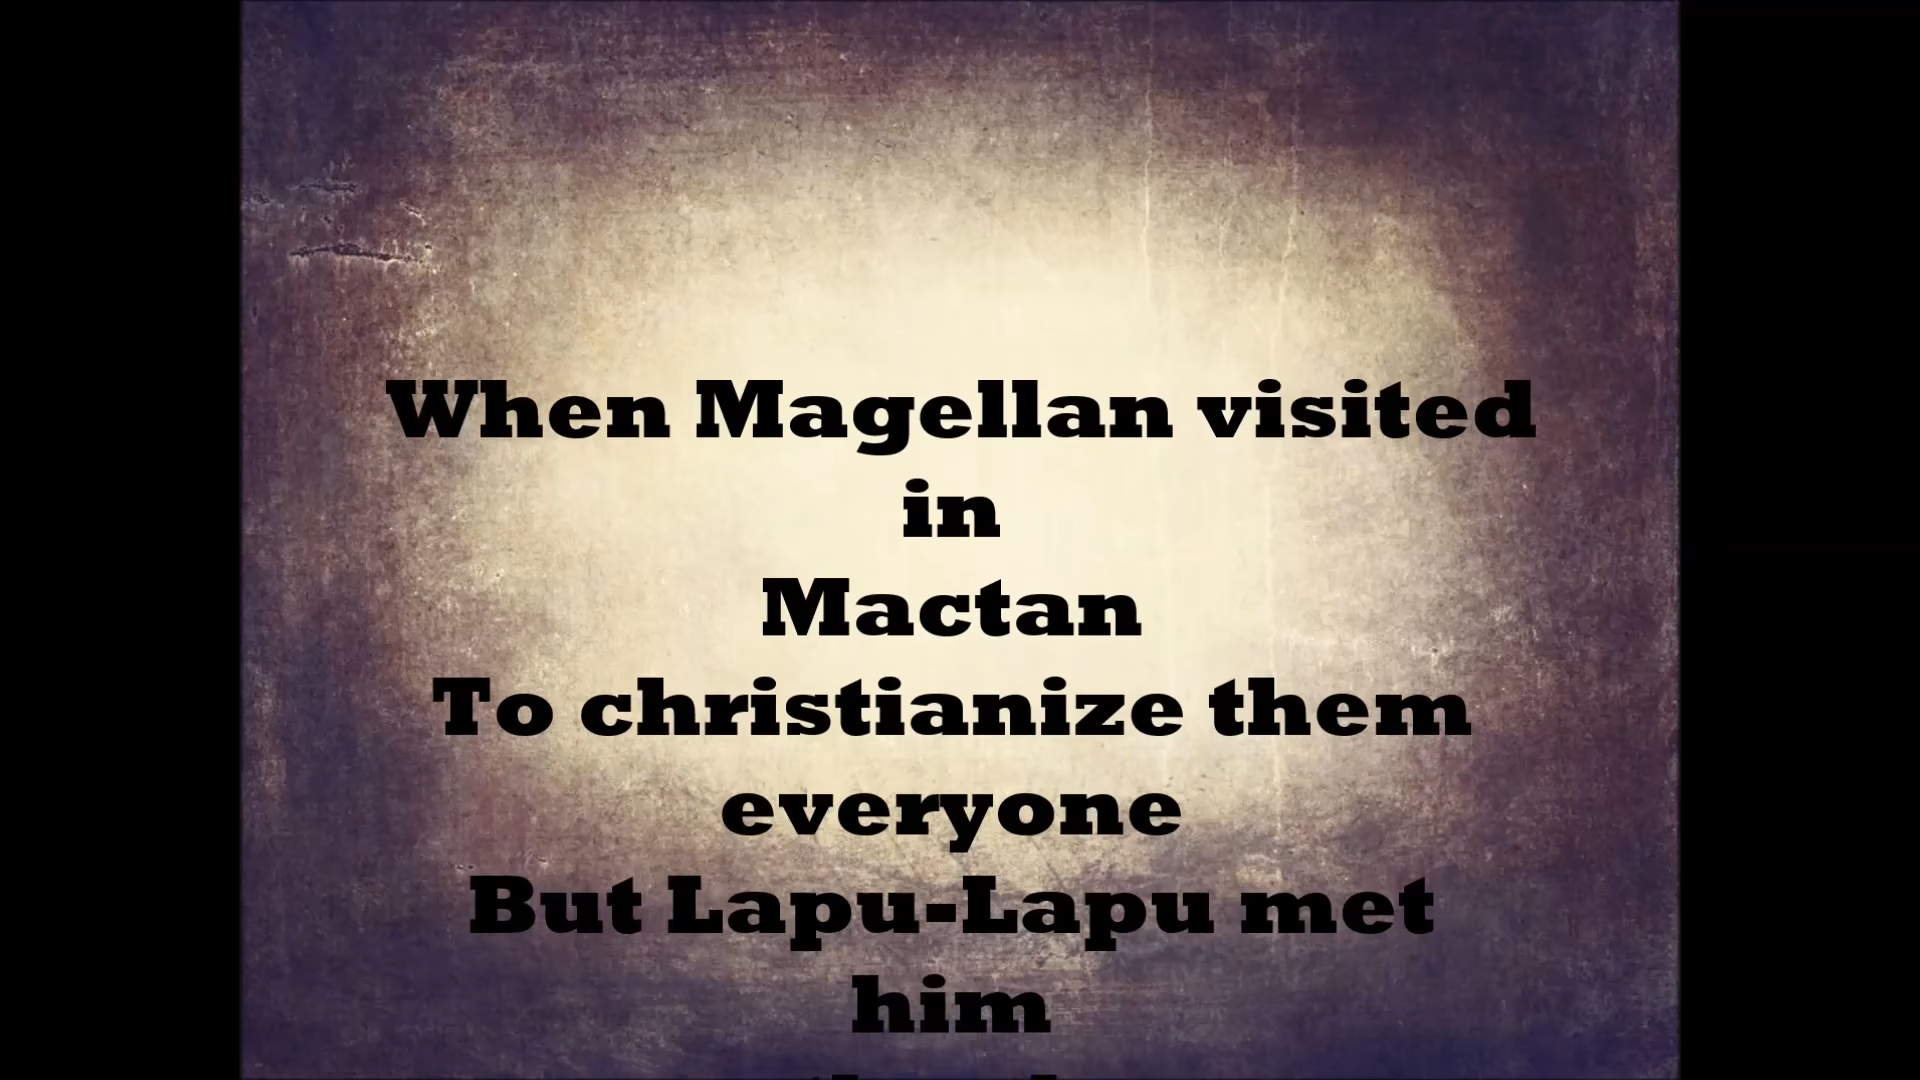 When Magellan visited
in
Mactan
To christianize them
everyone
But Lapu-Lapu met
him